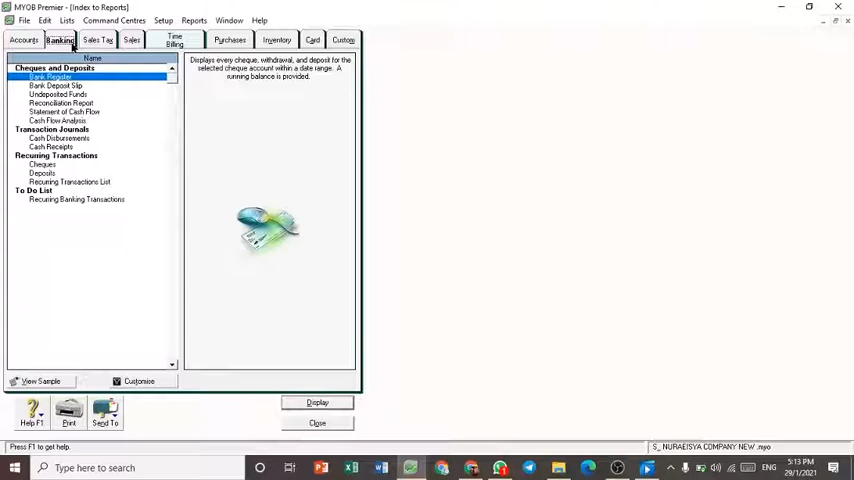 MYOB Premier - [Index to Reports]
File Edit Lists Command Centres Setup Reports Window Help
Accounts Banking Sales Tax Sales Time Billing Purchases Inventory Card Custom
Name
Cheques and Deposits
Bank Register
Bank Deposit Slip
Undeposited Funds
Reconciliation Report
Statement of Cash Flow
Cash Flow Analysis
Transaction Journals
Cash Disbursements
Cash Receipts
Recurring Transactions
Cheques
Deposits
Recurring Transactions List
To Do List
Recurring Banking Transactions
Displays every cheque, withdrawal, and deposit for the
selected cheque account within a date range. A
running balance is provided.
View Sample Customise
Help F1 Print Send To
Display
Close
Press F1 to get help. S_ NURAEISYA COMPANY NEW .myo
Type here to search
ENG
5:13 PM
29/1/2021